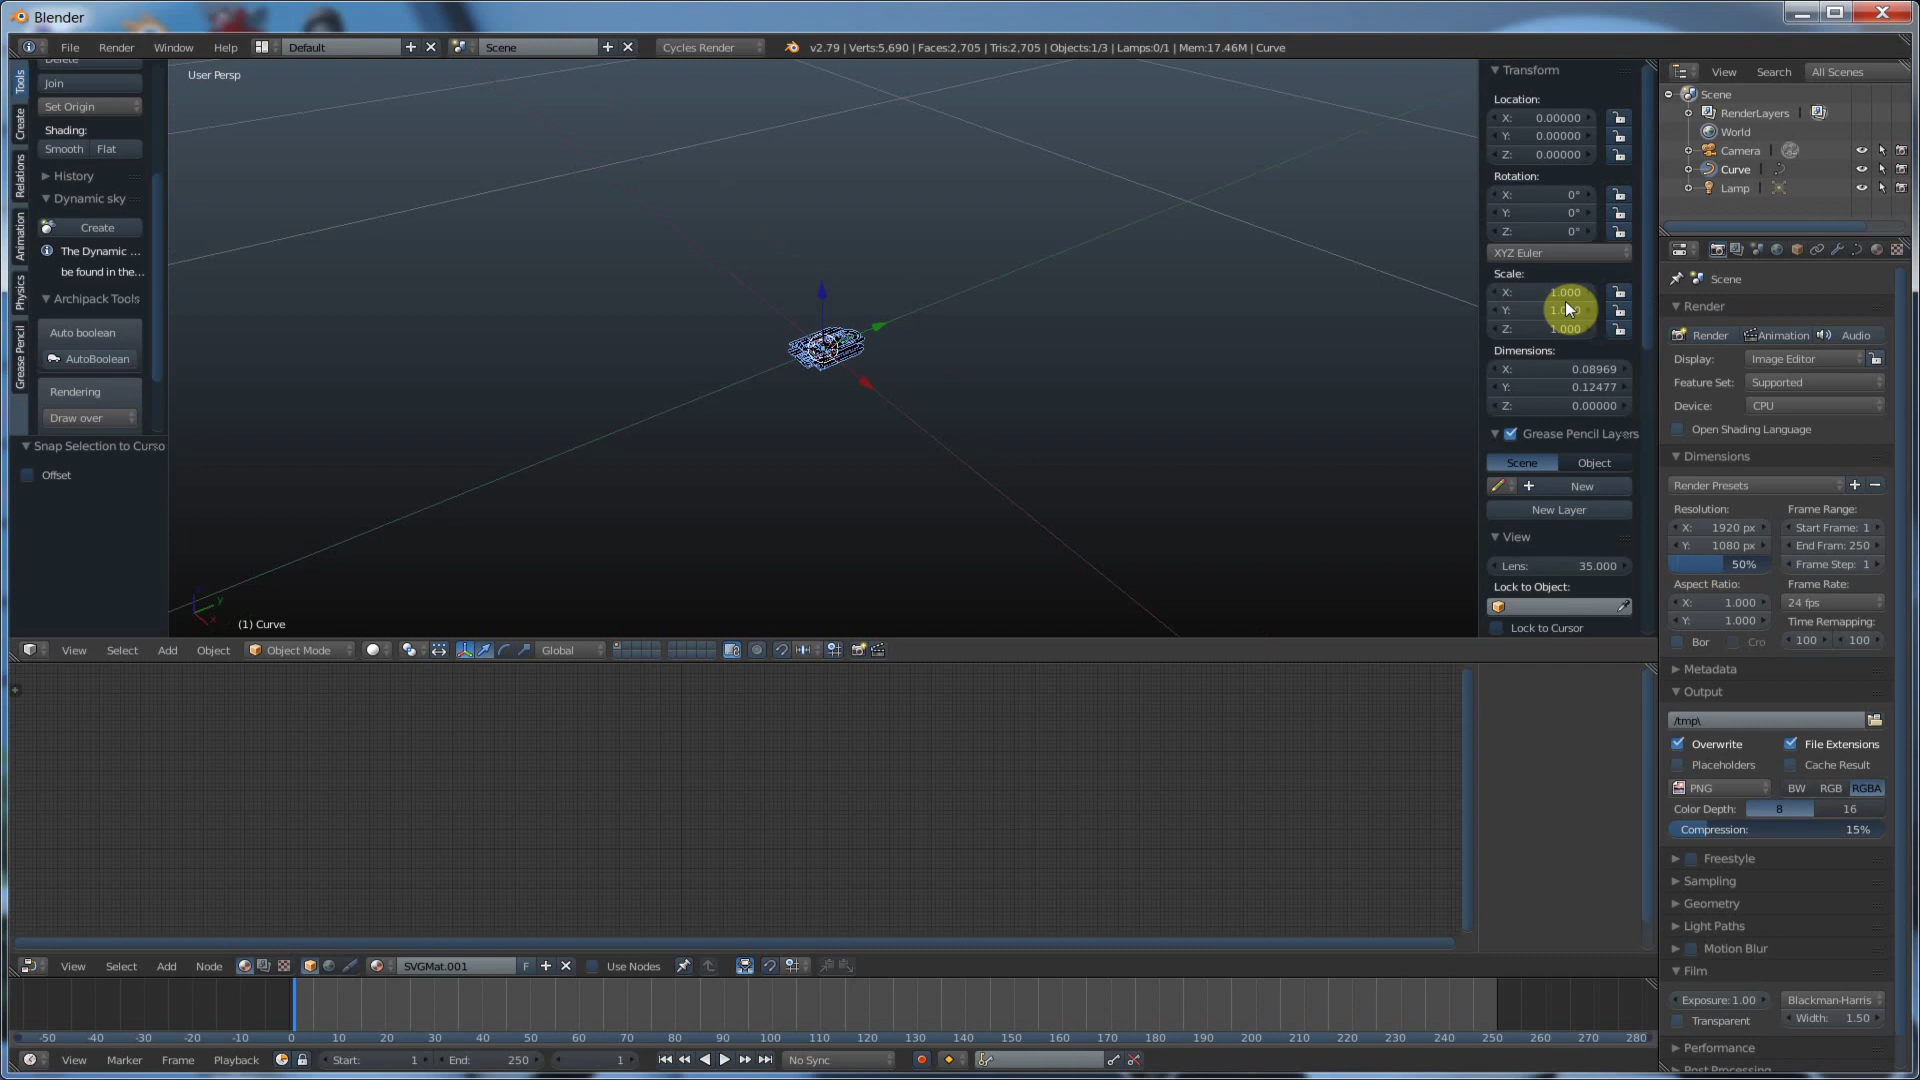 Blender
File Render Window Help Default Scene Cycles Render v2.79 | Verts:5,690 | Faces:2,705 | Tris:2,705 | Objects:1/3 | Lamps:0/1 | Mem:17.46M | Curve
Tools
Create
Relations
Animation
Physics
Grease Pencil
Delete
Join
Set Origin
Shading:
Smooth Flat
History
Dynamic sky
Create
The Dynamic ...
be found in the...
Archipack Tools
Auto boolean
AutoBoolean
Rendering
Draw over
Snap Selection to Curso
Offset
User Persp
(1) Curve
z
y
x
Transform
Location:
X: 0.00000
Y: 0.00000
Z: 0.00000
Rotation:
X: 0°
Y: 0°
Z: 0°
XYZ Euler
Scale:
X: 1.000
Y:
Z: 1.000
Dimensions:
X: 0.08969
Y: 0.12477
Z: 0.00000
Grease Pencil Layers
Scene Object
New
New Layer
View
Lens: 35.000
Lock to Object:
Lock to Cursor
View Search All Scenes
Scene
RenderLayers
World
Camera
Curve
Lamp
Scene
Render
Render Animation Audio
Display: Image Editor
Feature Set: Supported
Device: CPU
Open Shading Language
Dimensions
Render Presets
Resolution: Frame Range:
X: 1920 px Start Frame: 1
Y: 1080 px End Fram: 250
50% Frame Step: 1
Aspect Ratio: Frame Rate:
X: 1.000 24 fps
Y: 1.000 Time Remapping:
Bor Cro 100 100
Metadata
Output
/tmp\
Overwrite File Extensions
Placeholders Cache Result
PNG BW RGB RGBA
Color Depth: 8 16
Compression: 15%
Freestyle
Sampling
Geometry
Light Paths
Motion Blur
Film
Exposure: 1.00 Blackman-Harris
Transparent Width: 1.50
Performance
Post Processing
View Select Add Object Object Mode Global
View Select Add Node SVGMat.001 F Use Nodes
-50 -40 -30 -20 -10 0 10 20 30 40 50 60 70 80 90 100 110 120 130 140 150 160 170 180 190 200 210 220 230 240 250 260 270 280
View Marker Frame Playback Start: 1 End: 250 1 No Sync